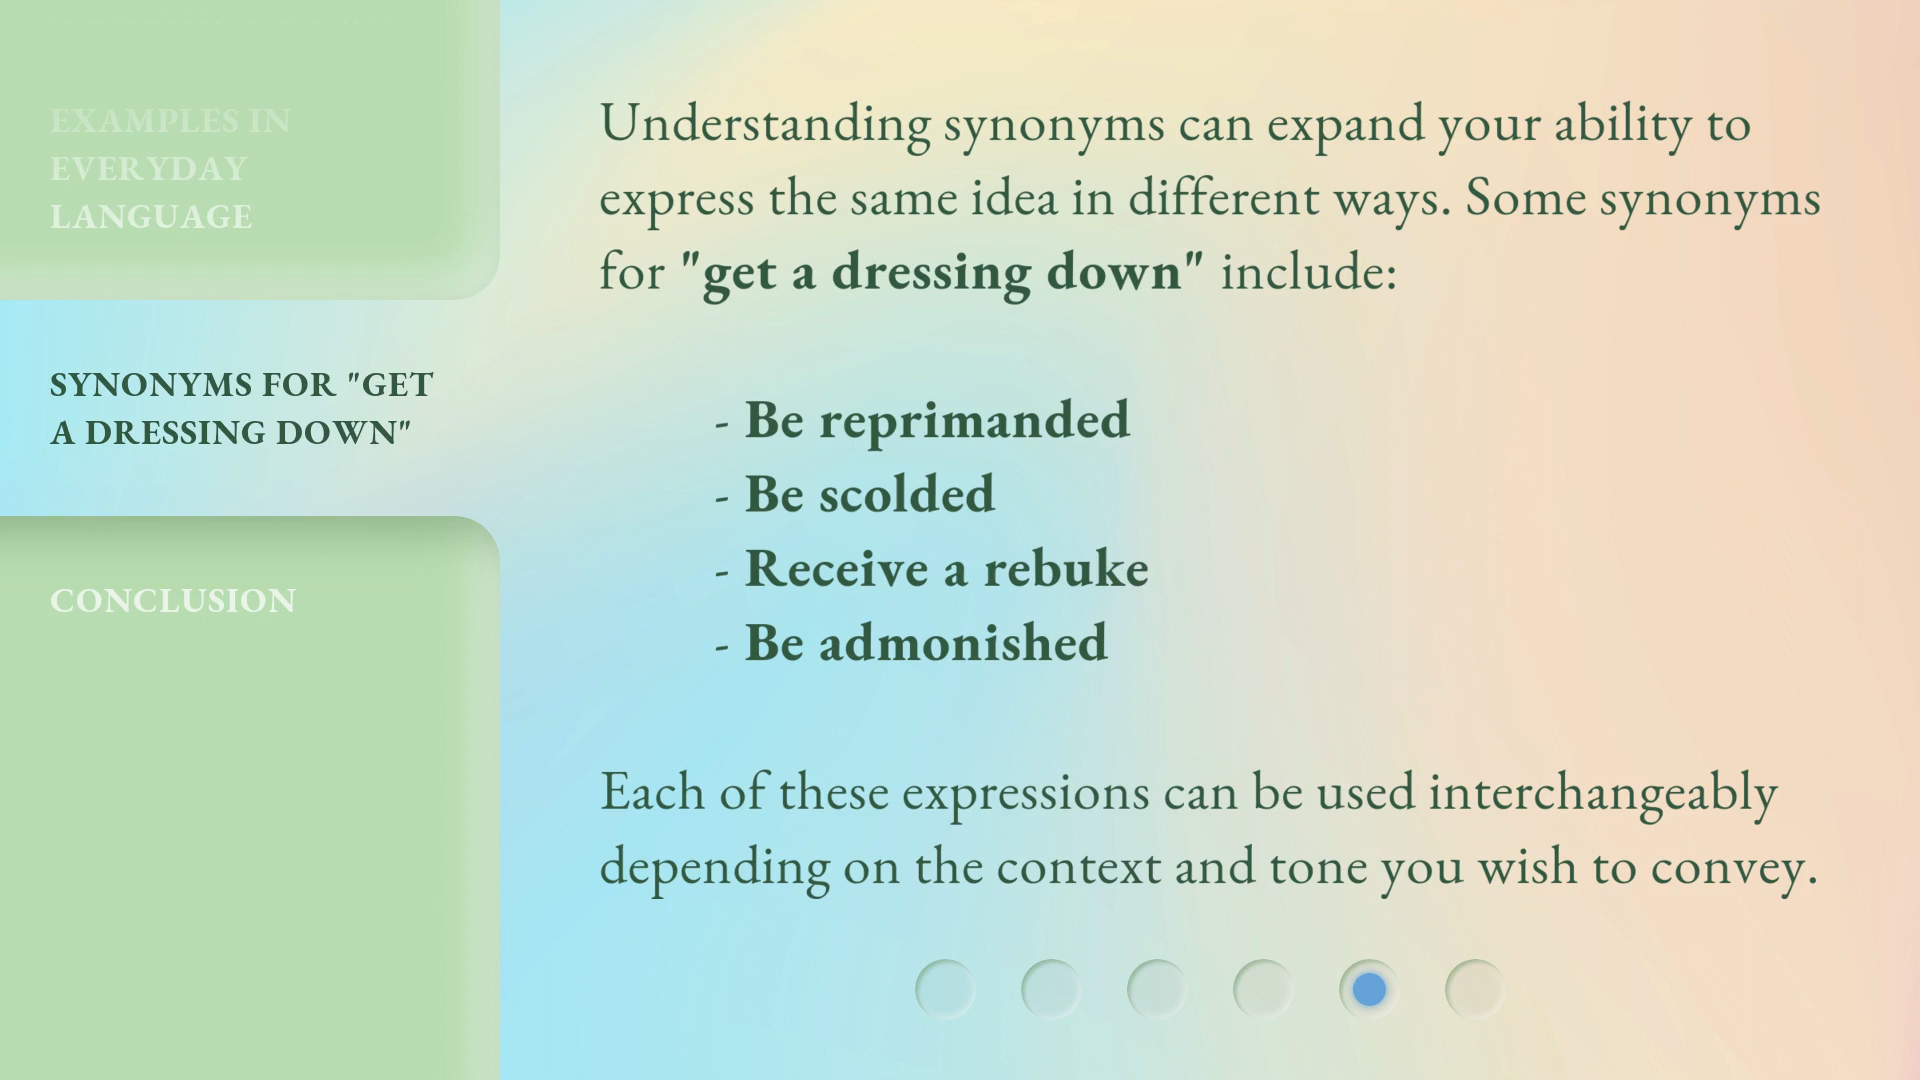 EXAMPLES IN
EVERYDAY
LANGUAGE
SYNONYMS FOR "GET
A DRESSING DOWN"
CONCLUSION
Understanding synonyms can expand your ability to
express the same idea in different ways. Some synonyms
for "get a dressing down" include:
- Be reprimanded
- Be scolded
- Receive a rebuke
- Be admonished
Each of these expressions can be used interchangeably
depending on the context and tone you wish to convey.